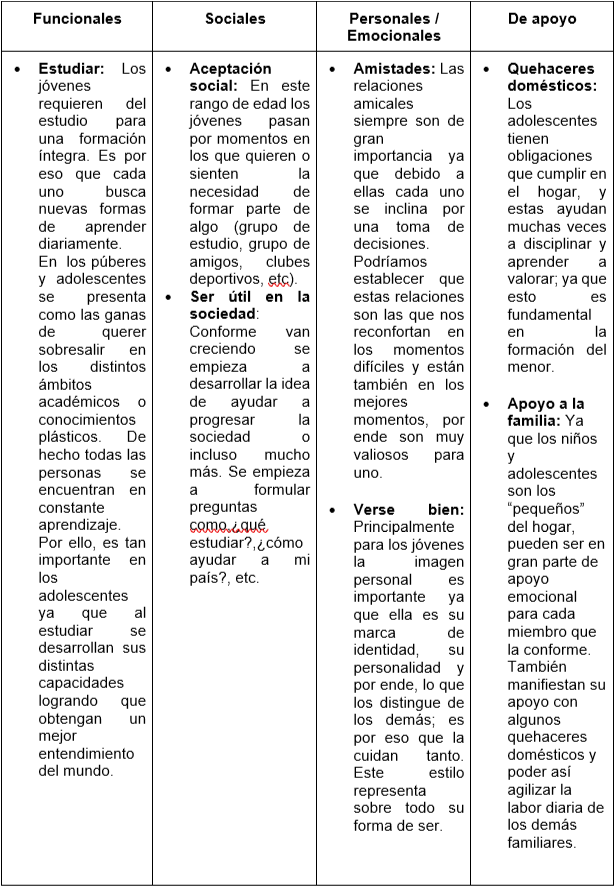 Funcionales
Sociales
Personales /
Emocionales
De apoyo
• Estudiar: Los
jóvenes
requieren del
estudio para
una formación
íntegra. Es por
eso que cada
uno busca
nuevas formas
de aprender
diariamente.
En los púberes
y adolescentes
se presenta
como las ganas
de querer
sobresalir en
los distintos
ámbitos
académicos o
conocimientos
plásticos. De
hecho todas las
personas se
encuentran en
constante
aprendizaje.
Por ello, es tan
importante en
los
adolescentes
ya que al
estudiar se
desarrollan sus
distintas
capacidades
logrando que
obtengan un
mejor
entendimiento
del mundo.
• Aceptación
social: En este
rango de edad los
jóvenes pasan
por momentos en
los que quieren o
sienten la
necesidad de
formar parte de
algo (grupo de
estudio, grupo de
amigos, clubes
deportivos, etc).
• Ser útil en la
sociedad:
Conforme van
creciendo se
empieza a
desarrollar la idea
de ayudar a
progresar la
sociedad o
incluso mucho
más. Se empieza
a formular
preguntas
como,¿qué
estudiar?,¿cómo
ayudar a mi
país?, etc.
• Amistades: Las
relaciones
amicales
siempre son de
gran
importancia ya
que debido a
ellas cada uno
se inclina por
una toma de
decisiones.
Podríamos
establecer que
estas relaciones
son las que nos
reconfortan en
los momentos
difíciles y están
también en los
mejores
momentos, por
ende son muy
valiosos para
uno.
• Verse bien:
Principalmente
para los jóvenes
la imagen
personal es
importante ya
que ella es su
marca de
identidad, su
personalidad y
por ende, lo que
los distingue de
los demás; es
por eso que la
cuidan tanto.
Este estilo
representa
sobre todo su
forma de ser.
• Quehaceres
domésticos:
Los
adolescentes
tienen
obligaciones
que cumplir en
el hogar, y
estas ayudan
muchas veces
a disciplinar y
aprender a
valorar; ya que
esto es
fundamental
en la
formación del
menor.
• Apoyo a la
familia: Ya
que los niños
y
adolescentes
son los
“pequeños”
del hogar,
pueden ser en
gran parte de
apoyo
emocional
para cada
miembro que
la conforme.
También
manifiestan su
apoyo con
algunos
quehaceres
domésticos y
poder así
agilizar la
labor diaria de
los demás
familiares.